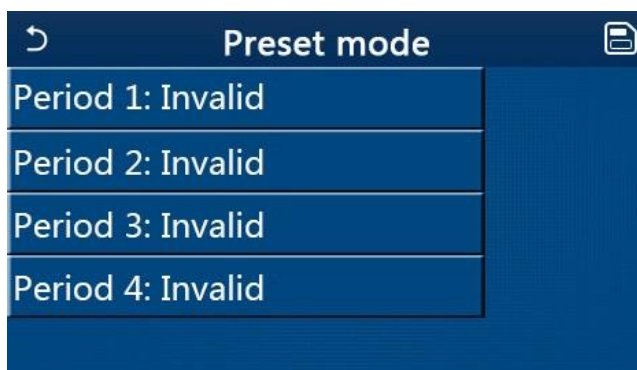 Preset mode
Period 1: Invalid
Period 2: Invalid
Period 3: Invalid
Period 4: Invalid